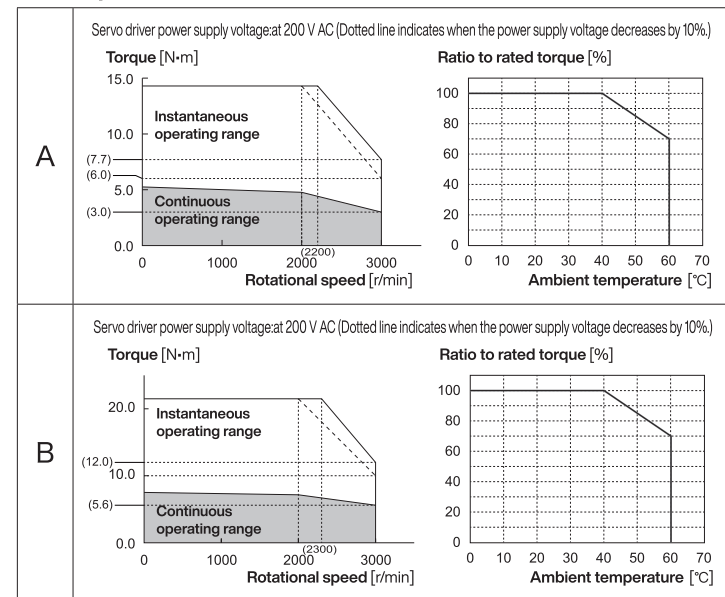 A
Servo driver power supply voltage:at 200 V AC (Dotted line indicates when the power supply voltage decreases by 10%.)
Torque [N•m]
15.0
10.0
(7.7)
(6.0)
5.0
(3.0)
0.0
Instantaneous
operating range
Continuous
operating range
0 1000 2000 3000
(2200)
Rotational speed [r/min]
Ratio to rated torque [%]
100
80
60
40
20
0
0 10 20 30 40 50 60 70
Ambient temperature [°C]
B
Servo driver power supply voltage:at 200 V AC (Dotted line indicates when the power supply voltage decreases by 10%.)
Torque [N•m]
20.0
(12.0)
10.0
(5.6)
0.0
Instantaneous
operating range
Continuous
operating range
0 1000 2000 3000
(2300)
Rotational speed [r/min]
Ratio to rated torque [%]
100
80
60
40
20
0
0 10 20 30 40 50 60 70
Ambient temperature [°C]